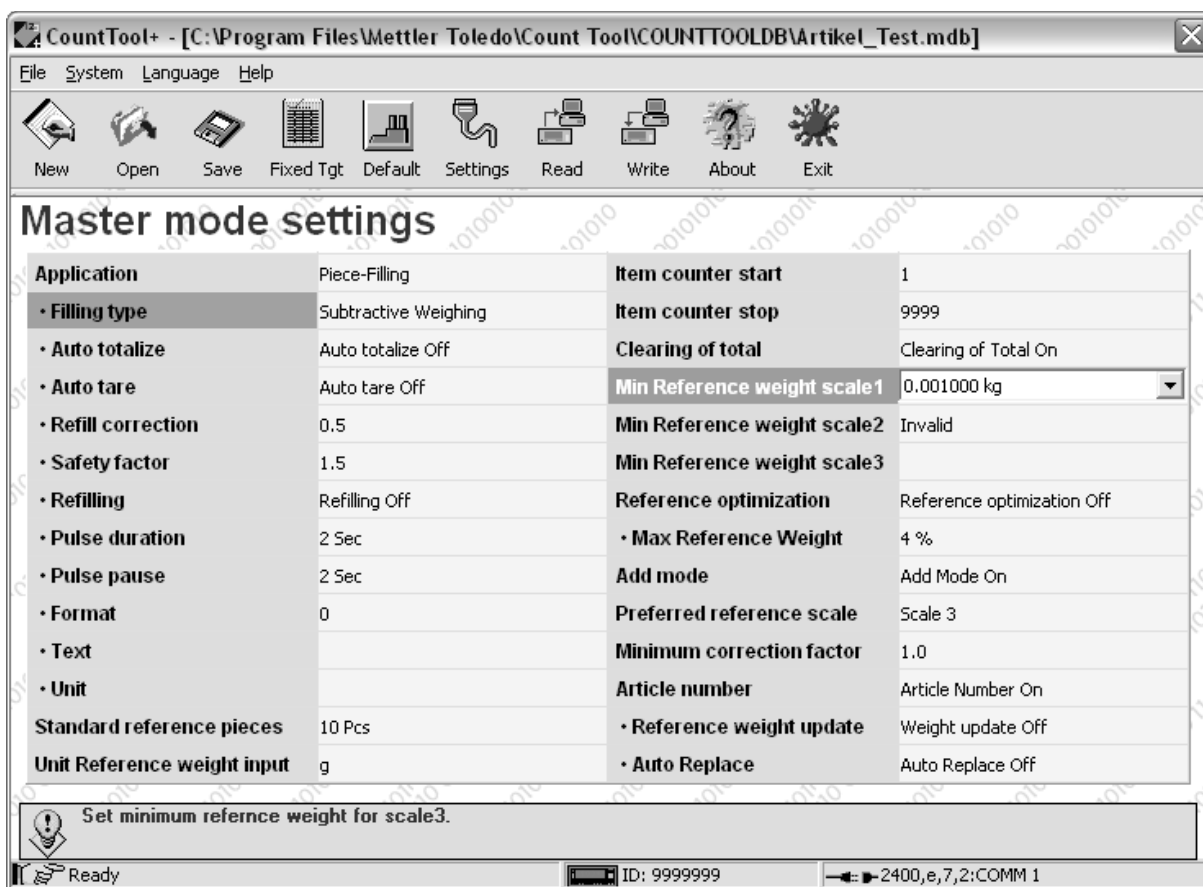 CountTool+ - [C:\Program Files\Mettler Toledo\Count Tool\COUNTTOOLDB\Artikel_Test.mdb]
File System Language Help
New Open Save Fixed Tgt Default Settings Read Write About Exit
Master mode settings
Application Piece-Filling Item counter start 1
• Filling type Subtractive Weighing Item counter stop 9999
• Auto totalize Auto totalize Off Clearing of total Clearing of Total On
• Auto tare Auto tare Off Min Reference weight scale1 0.001000 kg
• Refill correction 0.5 Min Reference weight scale2 Invalid
• Safety factor 1.5 Min Reference weight scale3
• Refilling Refilling Off Reference optimization Reference optimization Off
• Pulse duration 2 Sec • Max Reference Weight 4 %
• Pulse pause 2 Sec Add mode Add Mode On
• Format 0 Preferred reference scale Scale 3
• Text Minimum correction factor 1.0
• Unit Article number Article Number On
Standard reference pieces 10 Pcs • Reference weight update Weight update Off
Unit Reference weight input g • Auto Replace Auto Replace Off
Set minimum refernce weight for scale3.
Ready ID: 9999999 2400,e,7,2:COMM 1